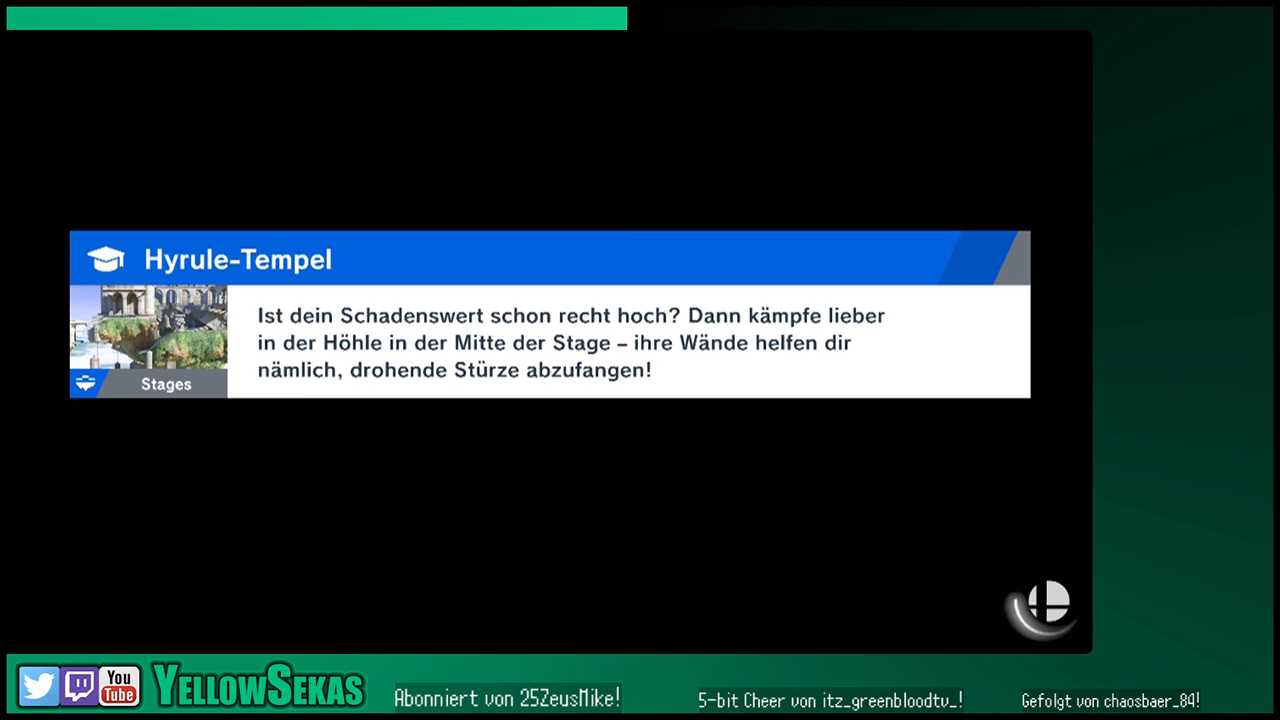 Hyrule-Tempel
Ist dein Schadenswert schon recht hoch? Dann kämpfe lieber
in der Höhle in der Mitte der Stage – ihre Wände helfen dir
nämlich, drohende Stürze abzufangen!
Stages
You
Tube
YellowSekas
Abonniert von 25ZeusMike!
5-bit Cheer von itz_greenbloodtv_!
Gefolgt von chaosbaer_84!